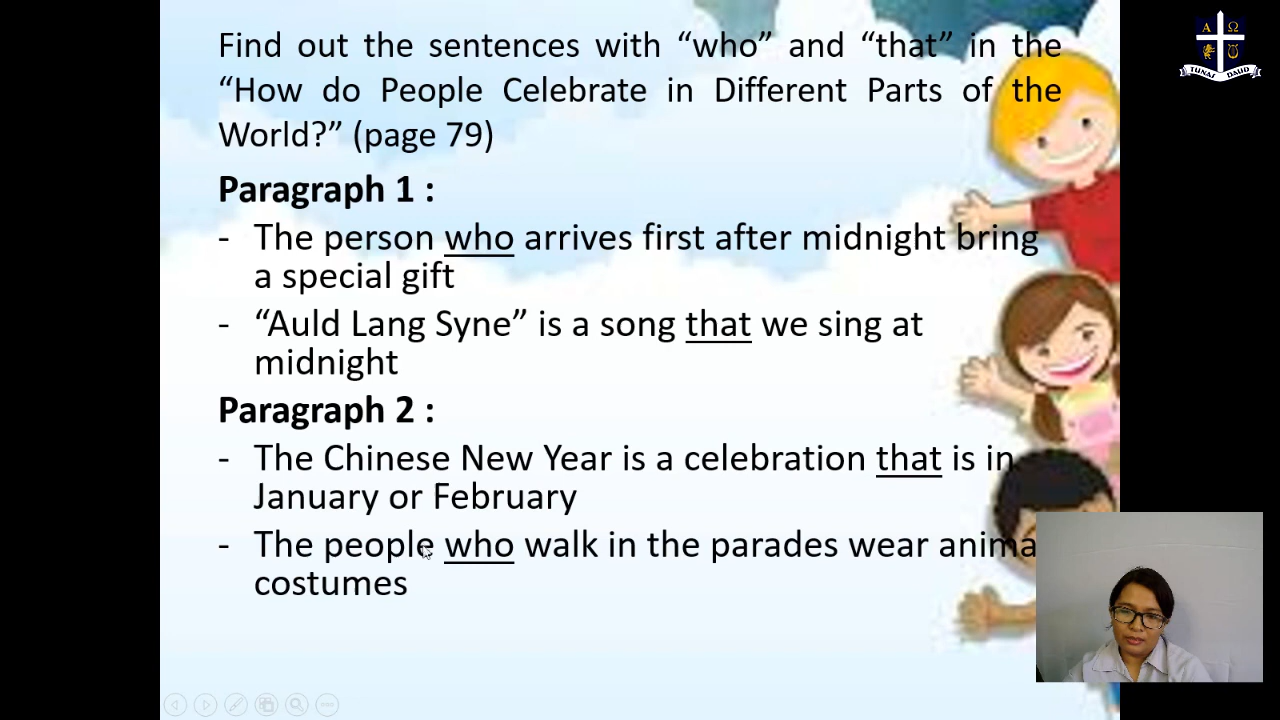 Find out the sentences with “who” and “that” in the
“How do People Celebrate in Different Parts of the
World?” (page 79)
Paragraph 1 :
- The person who arrives first after midnight bring
a special gift
- “Auld Lang Syne” is a song that we sing at
midnight
Paragraph 2 :
- The Chinese New Year is a celebration that is in
January or February
- The people who walk in the parades wear anima
costumes
Α Ω
TUNAS DAUD